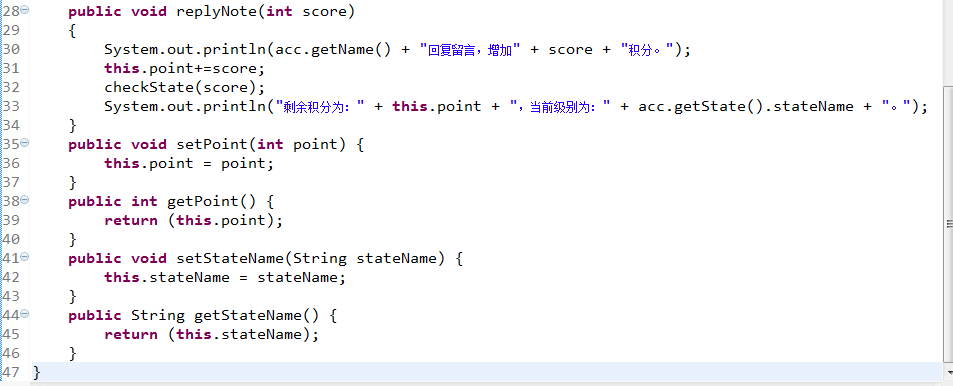 28 public void replyNote(int score)
29 {
30 System.out.println(acc.getName() + "回复留言，增加" + score + "积分。");
31 this.point+=score;
32 checkState(score);
33 System.out.println("剩余积分为：" + this.point + "，当前级别为：" + acc.getState().stateName + "。");
34 }
35 public void setPoint(int point) {
36 this.point = point;
37 }
38 public int getPoint() {
39 return (this.point);
40 }
41 public void setStateName(String stateName) {
42 this.stateName = stateName;
43 }
44 public String getStateName() {
45 return (this.stateName);
46 }
47 }